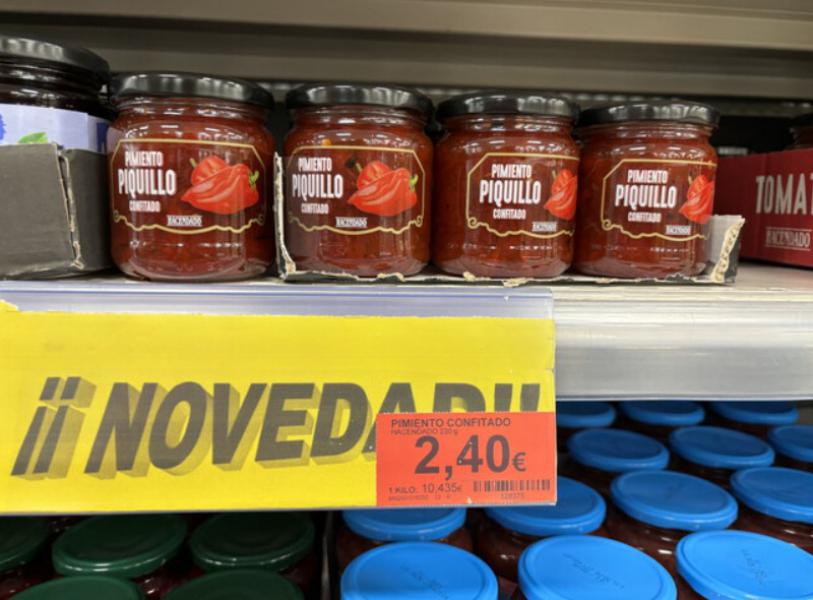 PIMIENTO
PIQUILLO
CONFITADO
HACENDADO
PIMIENTO
PIQUILLO
CONFITADO
HACENDADO
PIMIENTO
PIQUILLO
CONFITADO
HACENDADO
PIMIENTO
PIQUILLO
CONFITADO
HACENDADO
TOMAT
HACENDADO
¡¡NOVEDAD!!
PIMIENTO CONFITADO
HACENDADO 230 g
2,40€
1 KILO: 10,435€